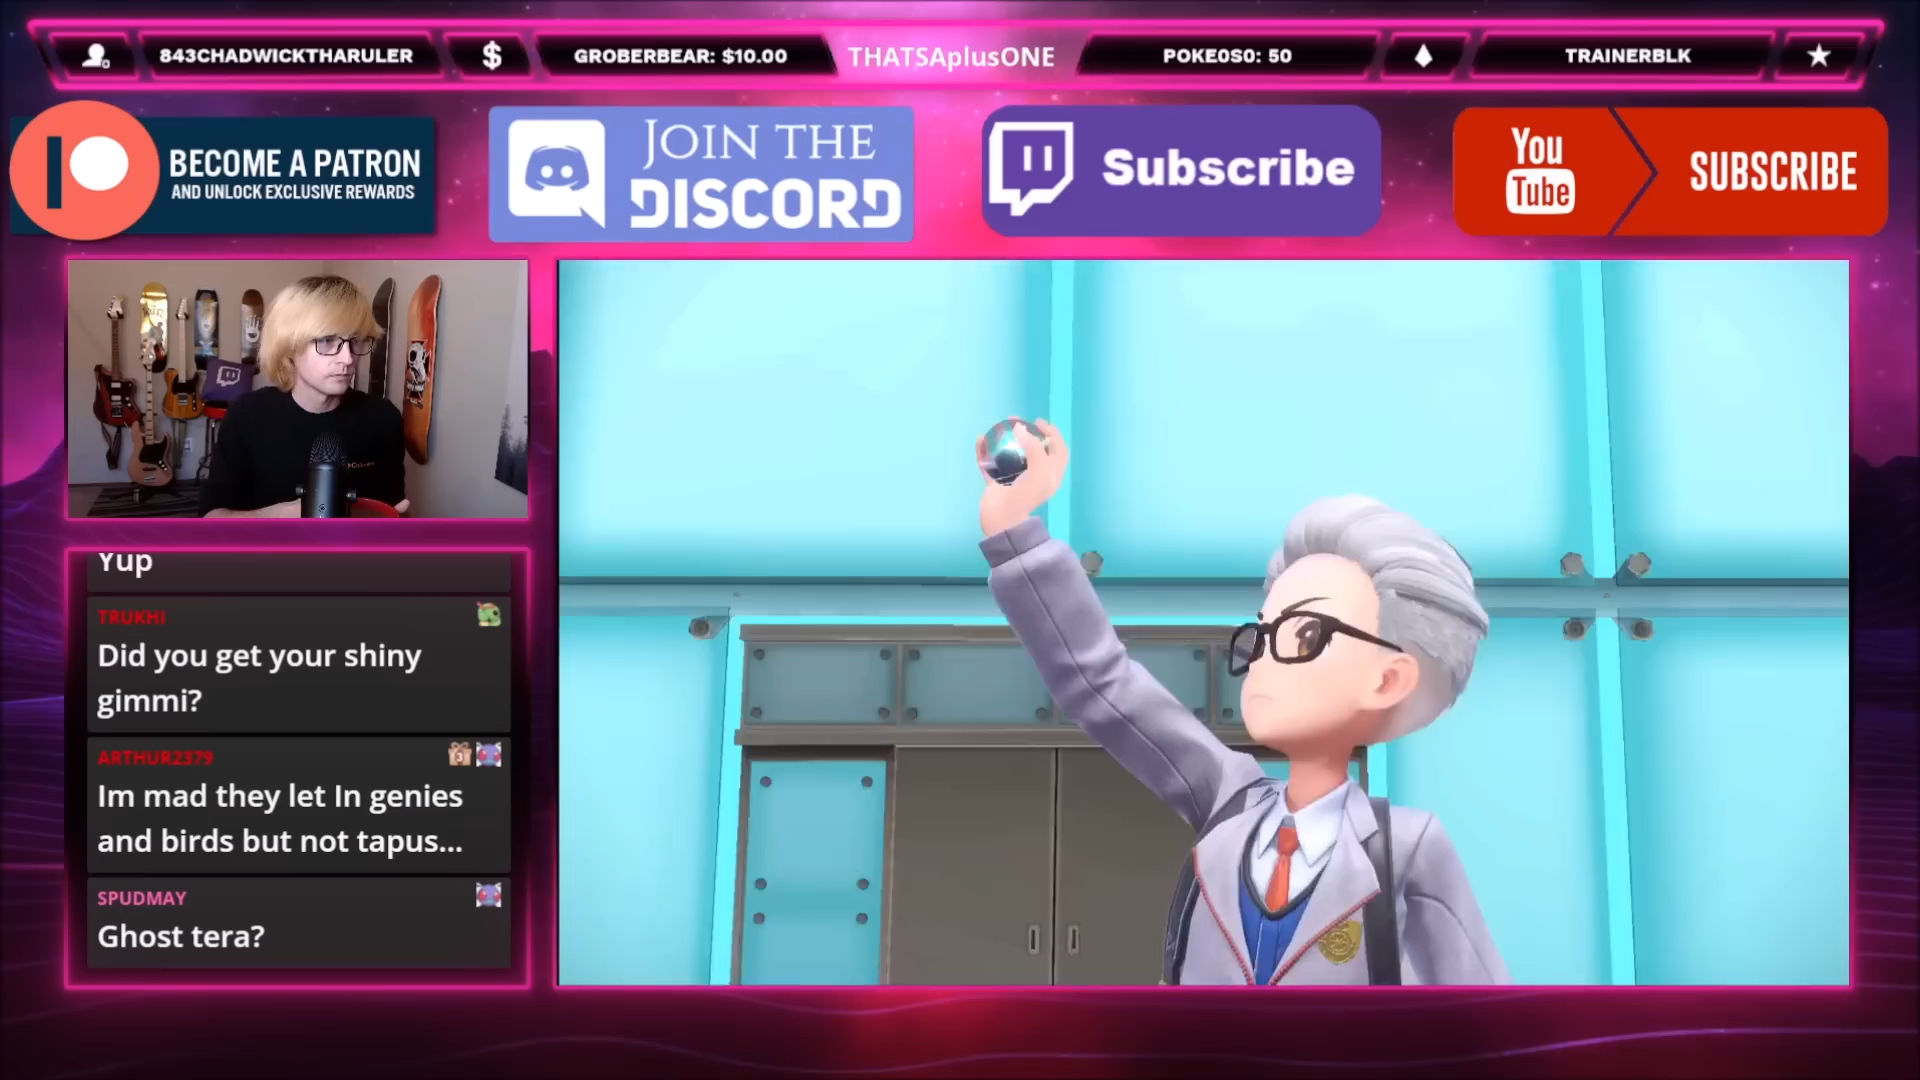 843CHADWICKTHARULER
$
GROBERBEAR: $10.00
THATSAplusONE
POKE0S0: 50
TRAINERBLK
BECOME A PATRON
AND UNLOCK EXCLUSIVE REWARDS
JOIN THE
DISCORD
Subscribe
You
Tube
SUBSCRIBE
Yup
TRUKHI
Did you get your shiny
gimmi?
ARTHUR2379
3
Im mad they let In genies
and birds but not tapus...
SPUDMAY
Ghost tera?